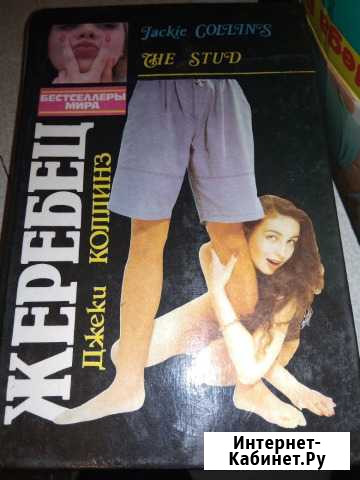 Jackie COLLINS
THE STUD
БЕСТСЕЛЛЕРЫ
МИРА
ЖЕРЕБЕЦ
Джеки КОЛЛИНЗ
Интернет-
Кабинет.Ру